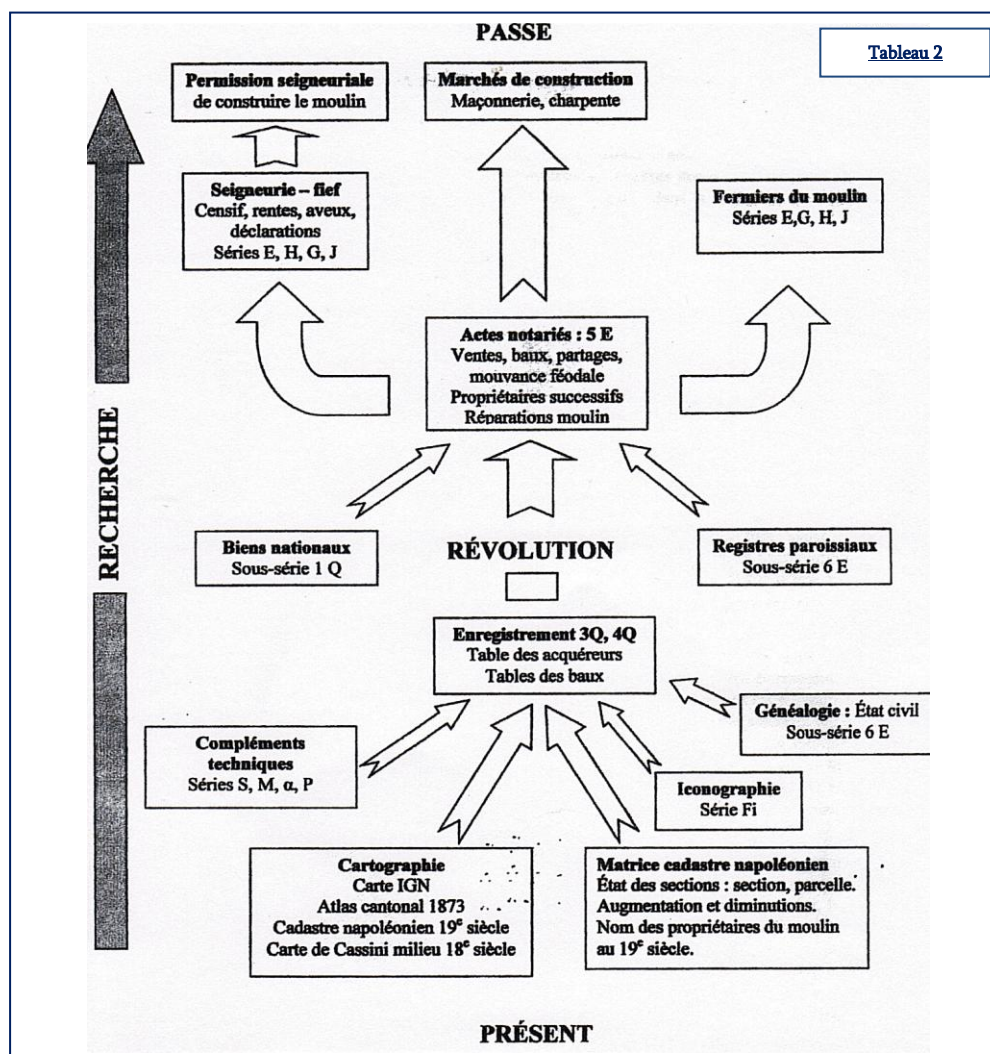 PASSE
Tableau 2
Permission seigneuriale
de construire le moulin
Marchés de construction
Maçonnerie, charpente
Seigneurie – fief
Censif, rentes, aveux,
déclarations
Séries E, H, G, J
Fermiers du moulin
Séries E,G, H, J
Actes notariés : 5 E
Ventes, baux, partages,
mouvance féodale
Propriétaires successifs
Réparations moulin
RECHERCHE
Biens nationaux
Sous-série 1 Q
RÉVOLUTION
Registres paroissiaux
Sous-série 6 E
Enregistrement 3Q, 4Q
Table des acquéreurs
Tables des baux
Généalogie : État civil
Sous-série 6 E
Compléments
techniques
Séries S, M, α, P
Iconographie
Série Fi
Cartographie
Carte IGN
Atlas cantonal 1873
Cadastre napoléonien 19e siècle
Carte de Cassini milieu 18e siècle
Matrice cadastre napoléonien
État des sections : section, parcelle.
Augmentation et diminutions.
Nom des propriétaires du moulin
au 19e siècle.
PRÉSENT